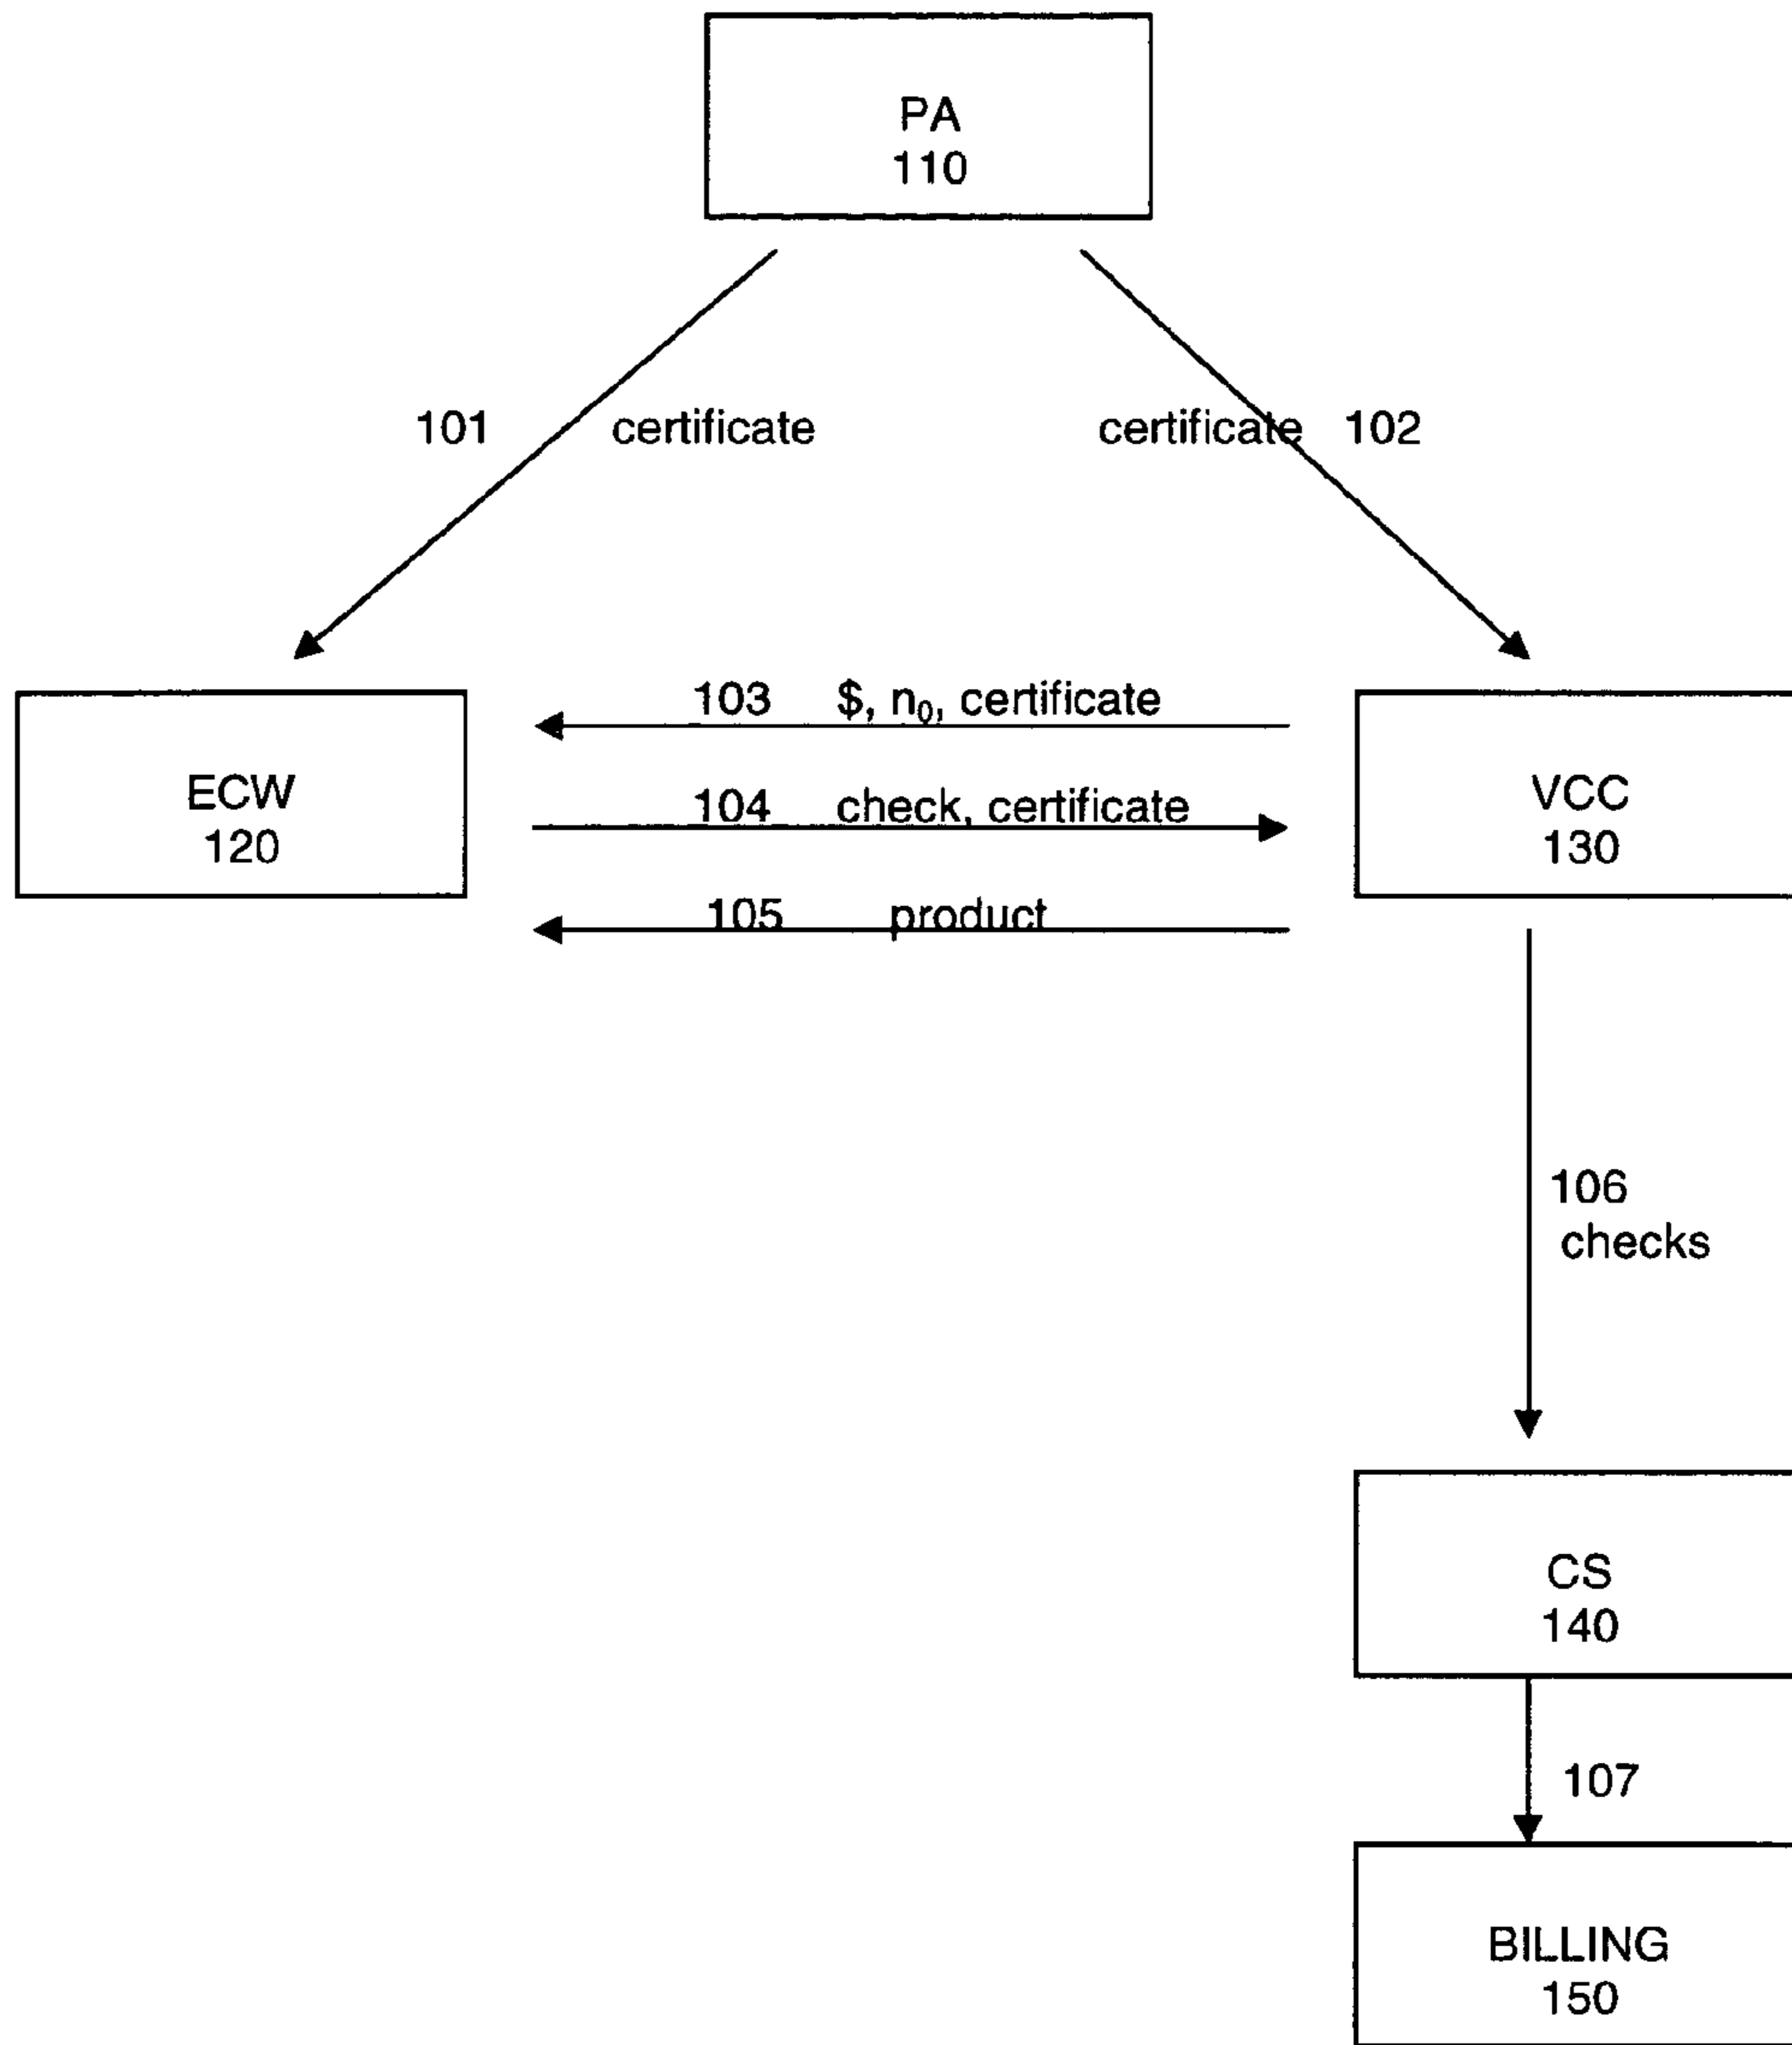 PA
110
101 certificate
certificate 102
103 $, n₀, certificate
ECW
120
104 check, certificate
VCC
130
105 product
106
checks
CS
140
107
BILLING
150